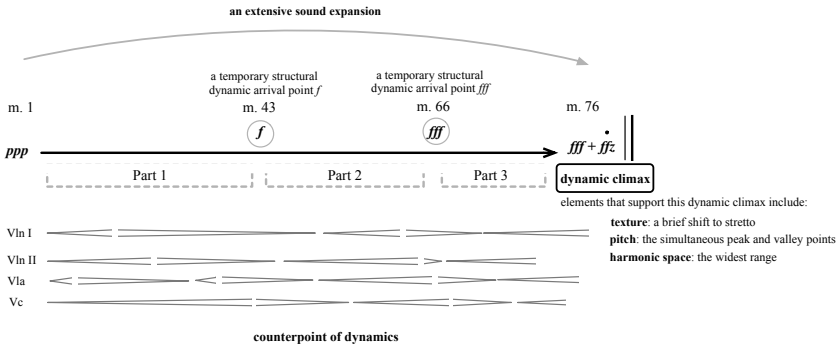 an extensive sound expansion
a temporary structural
dynamic arrival point f
a temporary structural
dynamic arrival point fff
m. 1
m. 43
m. 66
m. 76
ppp
f
fff
fff + ffz
Part 1
Part 2
Part 3
dynamic climax
elements that support this dynamic climax include:
texture: a brief shift to stretto
pitch: the simultaneous peak and valley points
harmonic space: the widest range
Vln I
Vln II
Vla
Vc
counterpoint of dynamics